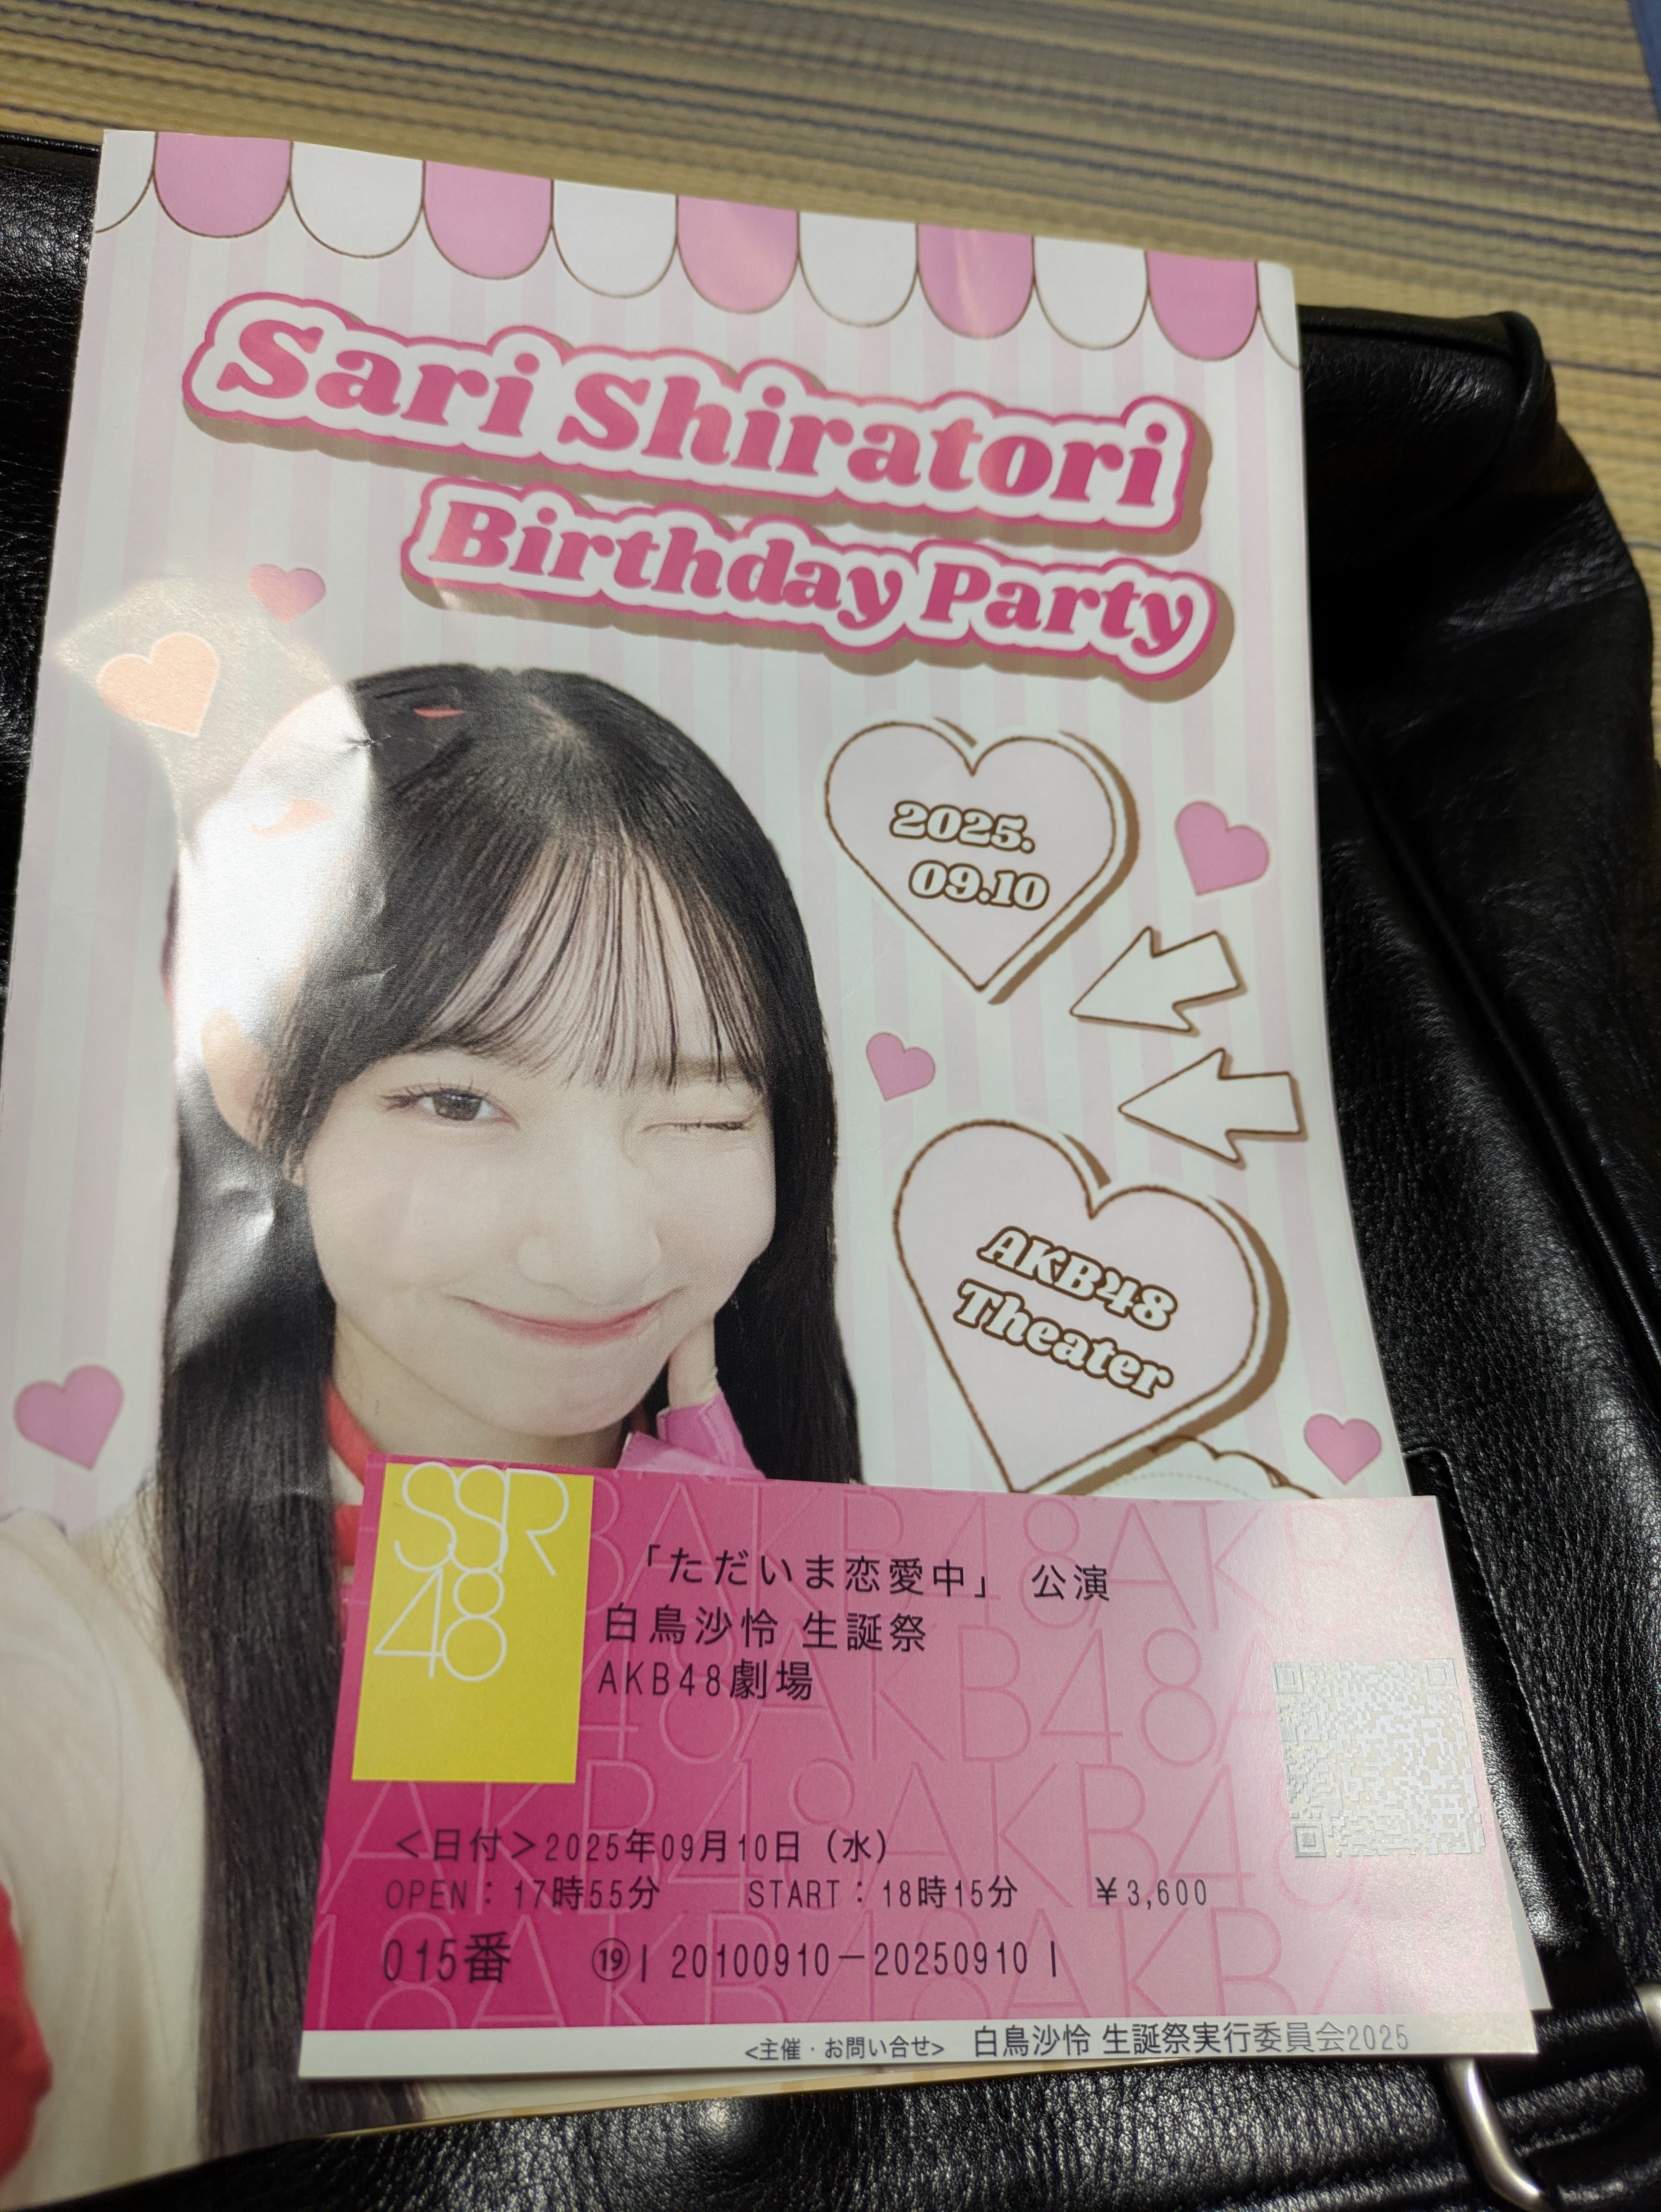 Sari Shiratori
Birthday Party
2025.
09.10
AKB48
Theater
SSR
48
「ただいま恋愛中」 公演
白鳥沙怜 生誕祭
AKB48劇場
＜日付＞2025年09月10日（水）
OPEN：17時55分 START：18時15分 ￥3,600
015番 ⑲| 20100910－20250910 |
<主催・お問い合せ> 白鳥沙怜 生誕祭実行委員会2025